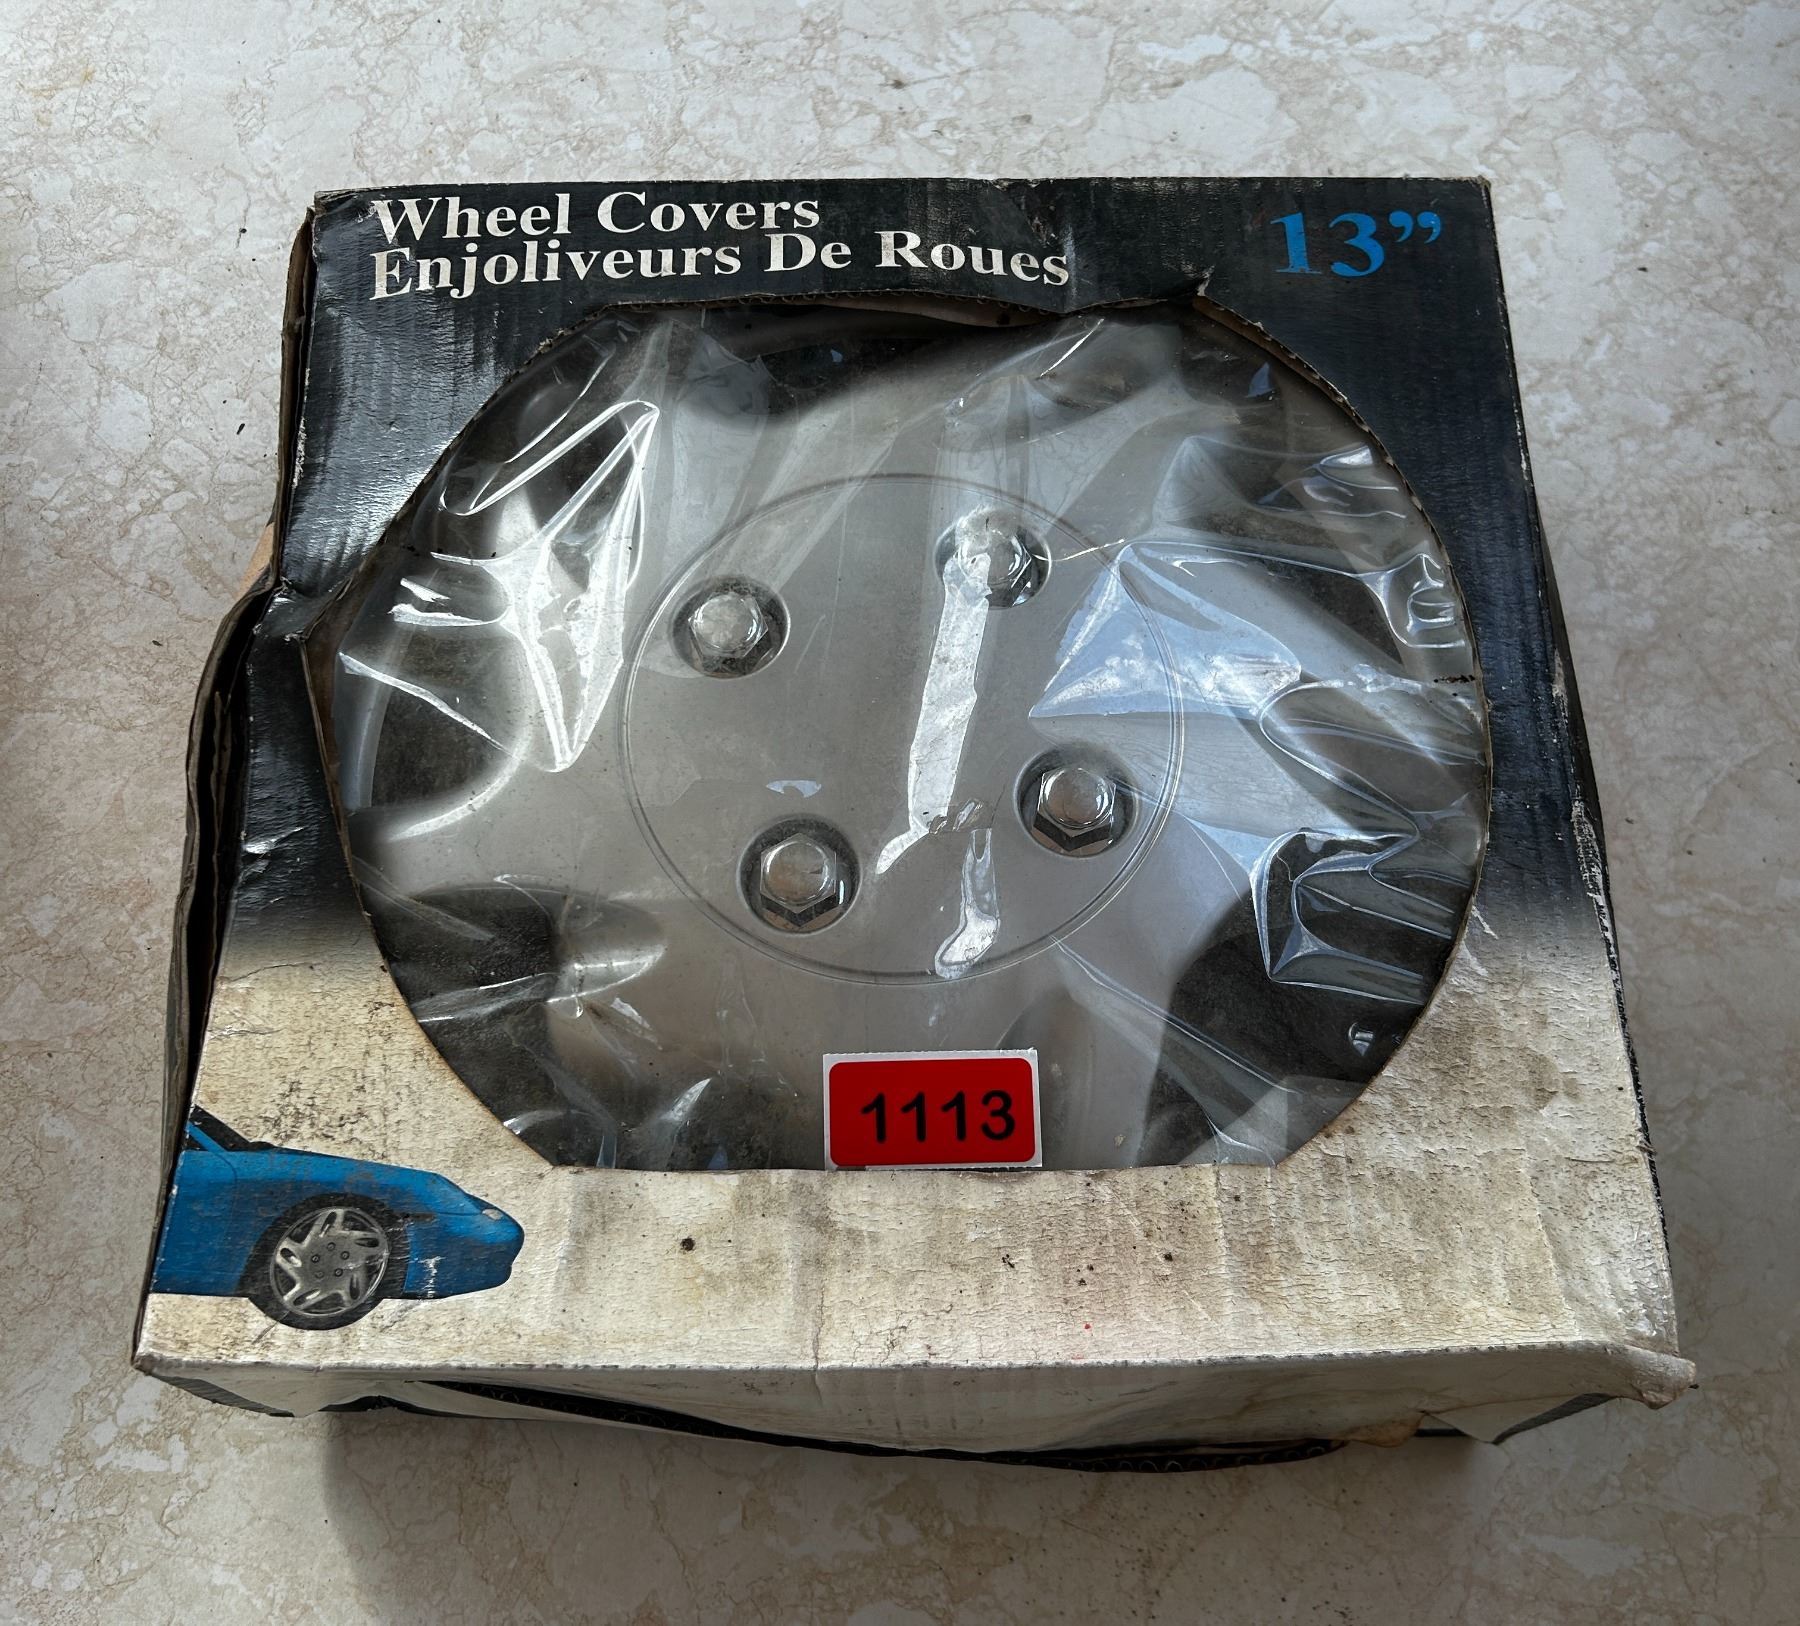 Wheel Covers
Enjoliveurs De Roues
13”
1113